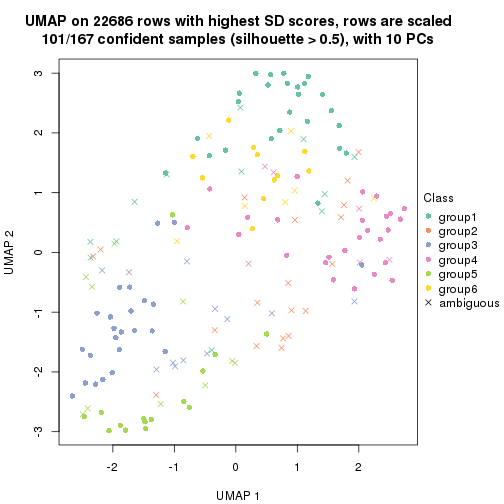 UMAP on 22686 rows with highest SD scores, rows are scaled
101/167 confident samples (silhouette > 0.5), with 10 PCs
3
2
1
0
-1
-2
-3
UMAP 2
-2
-1
0
1
2
UMAP 1
Class
group1
group2
group3
group4
group5
group6
ambiguous